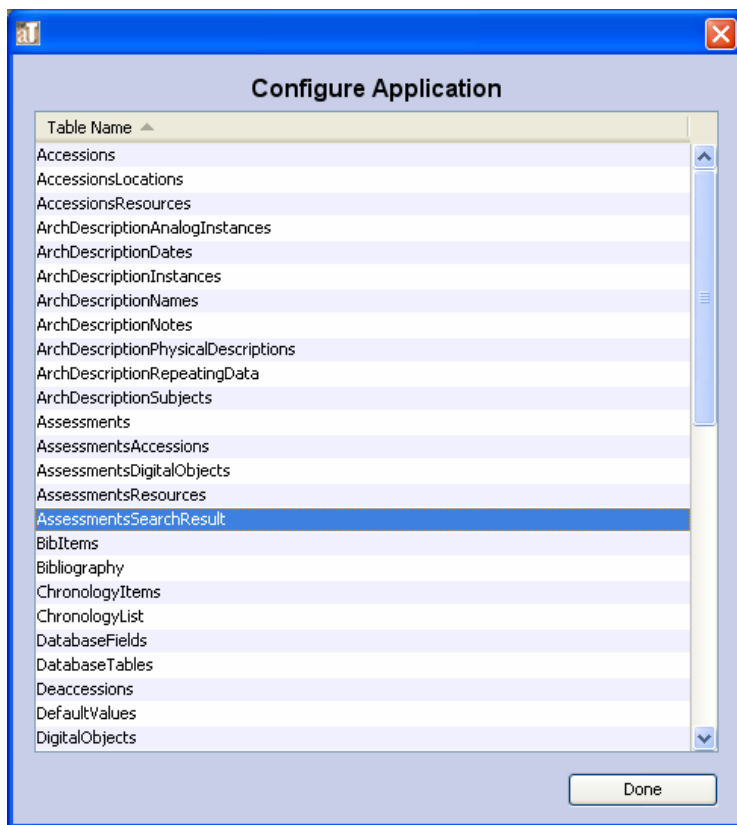 aT
Configure Application
Table Name
Accessions
AccessionsLocations
AccessionsResources
ArchDescriptionAnalogInstances
ArchDescriptionDates
ArchDescriptionInstances
ArchDescriptionNames
ArchDescriptionNotes
ArchDescriptionPhysicalDescriptions
ArchDescriptionRepeatingData
ArchDescriptionSubjects
Assessments
AssessmentsAccessions
AssessmentsDigitalObjects
AssessmentsResources
AssessmentsSearchResult
BibItems
Bibliography
ChronologyItems
ChronologyList
DatabaseFields
DatabaseTables
Deaccessions
DefaultValues
DigitalObjects
Done